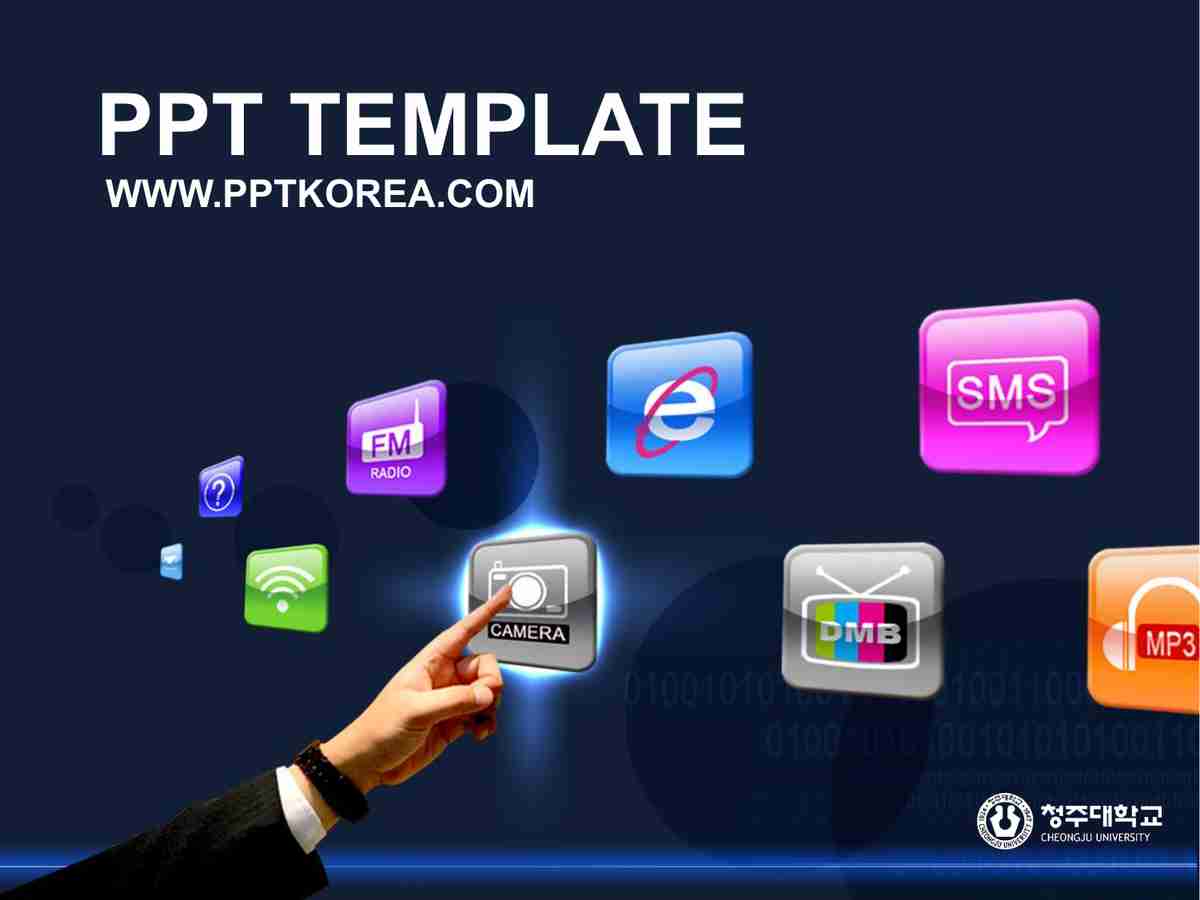 PPT TEMPLATE
WWW.PPTKOREA.COM
SMS
e
FM
RADIO
?
CAMERA
DMB
MP3
청주대학교
CHEONGJU UNIVERSITY